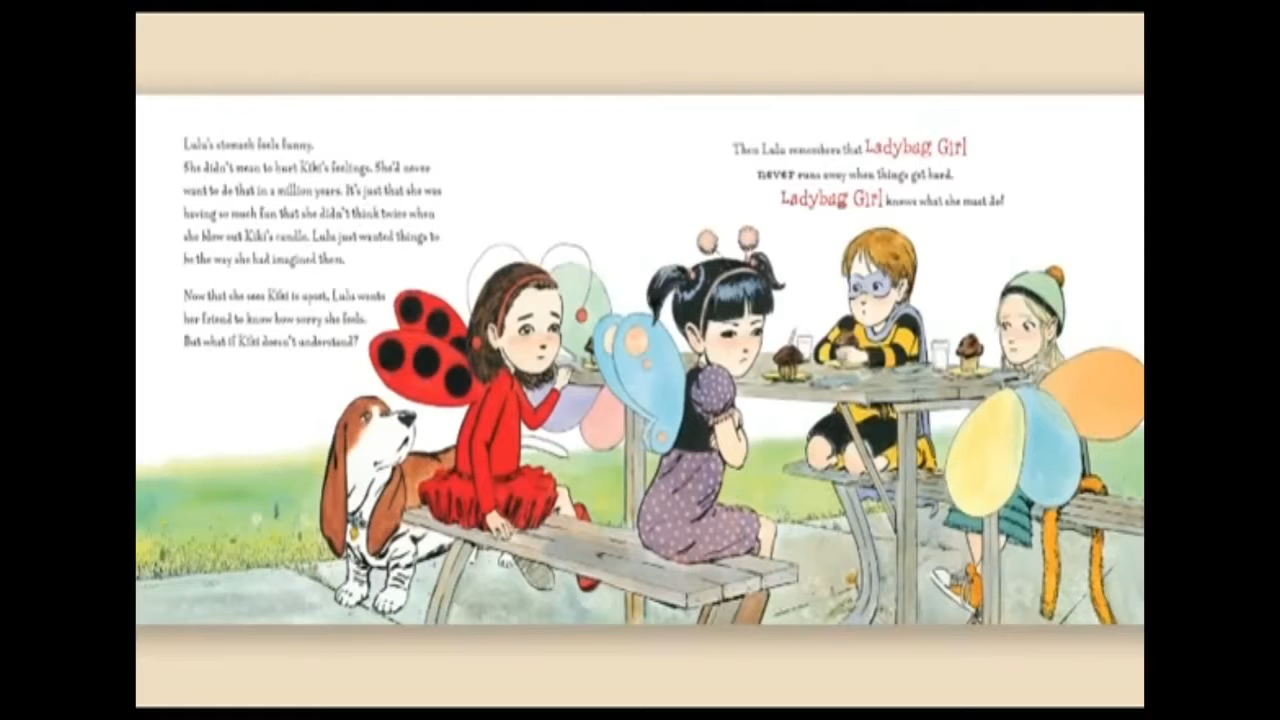 Lulu's stomach feels funny.
She didn't mean to hurt Kiki's feelings. She'd never
want to do that in a million years. It's just that she was
having so much fun that she didn't think twice when
she blew out Kiki's candle. Lulu just wanted things to
be the way she had imagined them.
Now that she sees Kiki is upset, Lulu wants
her friend to know how sorry she feels.
But what if Kiki doesn't understand?
Then Lulu remembers that Ladybug Girl
never runs away when things get hard.
Ladybug Girl knows what she must do!